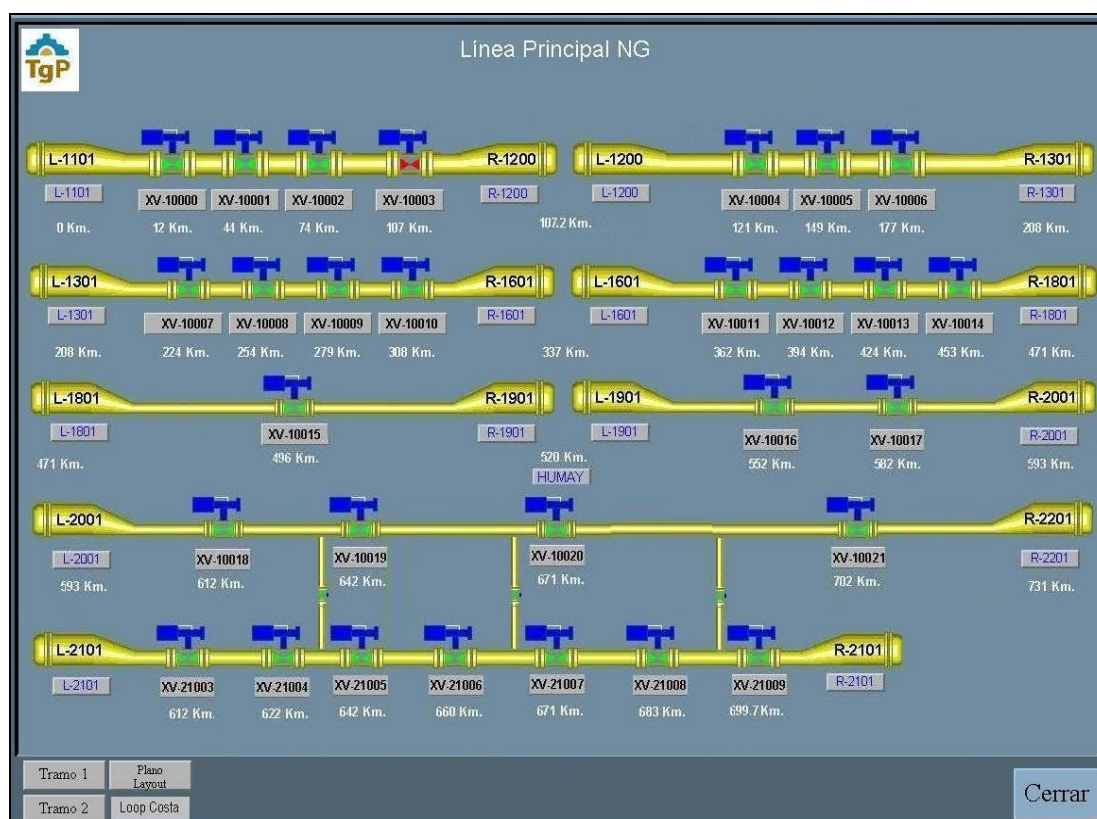 TgP
Línea Principal NG
L-1101 R-1200 L-1200 R-1301
L-1101 XV-10000 XV-10001 XV-10002 XV-10003 R-1200 L-1200 XV-10004 XV-10005 XV-10006 R-1301
0 Km. 12 Km. 44 Km. 74 Km. 107 Km. 107.2 Km. 121 Km. 149 Km. 177 Km. 208 Km.
L-1301 R-1601 L-1601 R-1801
L-1301 XV-10007 XV-10008 XV-10009 XV-10010 R-1601 L-1601 XV-10011 XV-10012 XV-10013 XV-10014 R-1801
208 Km. 224 Km. 254 Km. 279 Km. 308 Km. 337 Km. 362 Km. 394 Km. 424 Km. 453 Km. 471 Km.
L-1801 R-1901 L-1901 R-2001
L-1801 XV-10015 R-1901 L-1901 XV-10016 XV-10017 R-2001
471 Km. 496 Km. 520 Km. 552 Km. 582 Km. 593 Km.
HUMAY
L-2001 R-2201
L-2001 XV-10018 XV-10019 XV-10020 XV-10021 R-2201
593 Km. 612 Km. 642 Km. 671 Km. 702 Km. 731 Km.
L-2101 R-2101
L-2101 XV-21003 XV-21004 XV-21005 XV-21006 XV-21007 XV-21008 XV-21009 R-2101
612 Km. 622 Km. 642 Km. 660 Km. 671 Km. 683 Km. 699.7Km.
Tramo 1 Plano
Layout
Tramo 2 Loop Costa
Cerrar